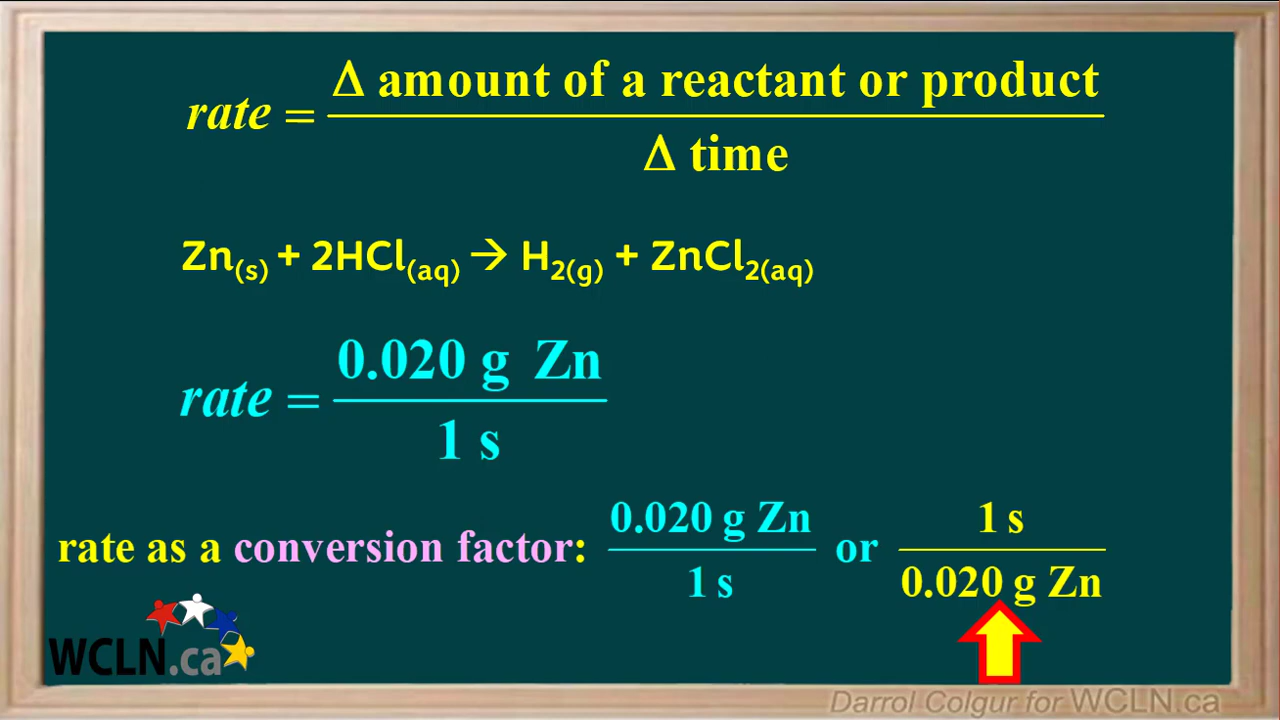 rate = Δ amount of a reactant or product / Δ time
Zn(s) + 2HCl(aq) → H2(g) + ZnCl2(aq)
rate = 0.020 g Zn / 1 s
rate as a conversion factor: 0.020 g Zn / 1 s or 1 s / 0.020 g Zn
WCLN.ca
Darrol Colgur for WCLN.ca